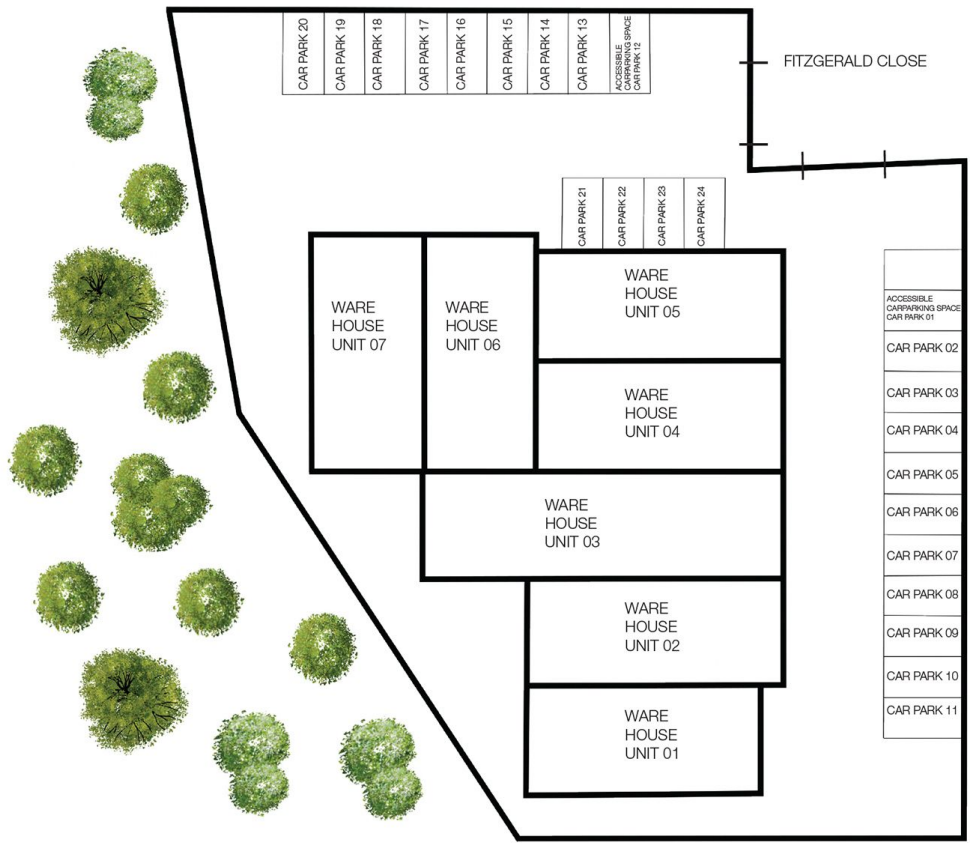 CAR PARK 20
CAR PARK 19
CAR PARK 18
CAR PARK 17
CAR PARK 16
CAR PARK 15
CAR PARK 14
CAR PARK 13
ACCESSIBLE
CARPARKING SPACE
CAR PARK 12
FITZGERALD CLOSE
CAR PARK 21
CAR PARK 22
CAR PARK 23
CAR PARK 24
WARE
HOUSE
UNIT 07
WARE
HOUSE
UNIT 06
WARE
HOUSE
UNIT 05
WARE
HOUSE
UNIT 04
WARE
HOUSE
UNIT 03
WARE
HOUSE
UNIT 02
WARE
HOUSE
UNIT 01
ACCESSIBLE
CARPARKING SPACE
CAR PARK 01
CAR PARK 02
CAR PARK 03
CAR PARK 04
CAR PARK 05
CAR PARK 06
CAR PARK 07
CAR PARK 08
CAR PARK 09
CAR PARK 10
CAR PARK 11